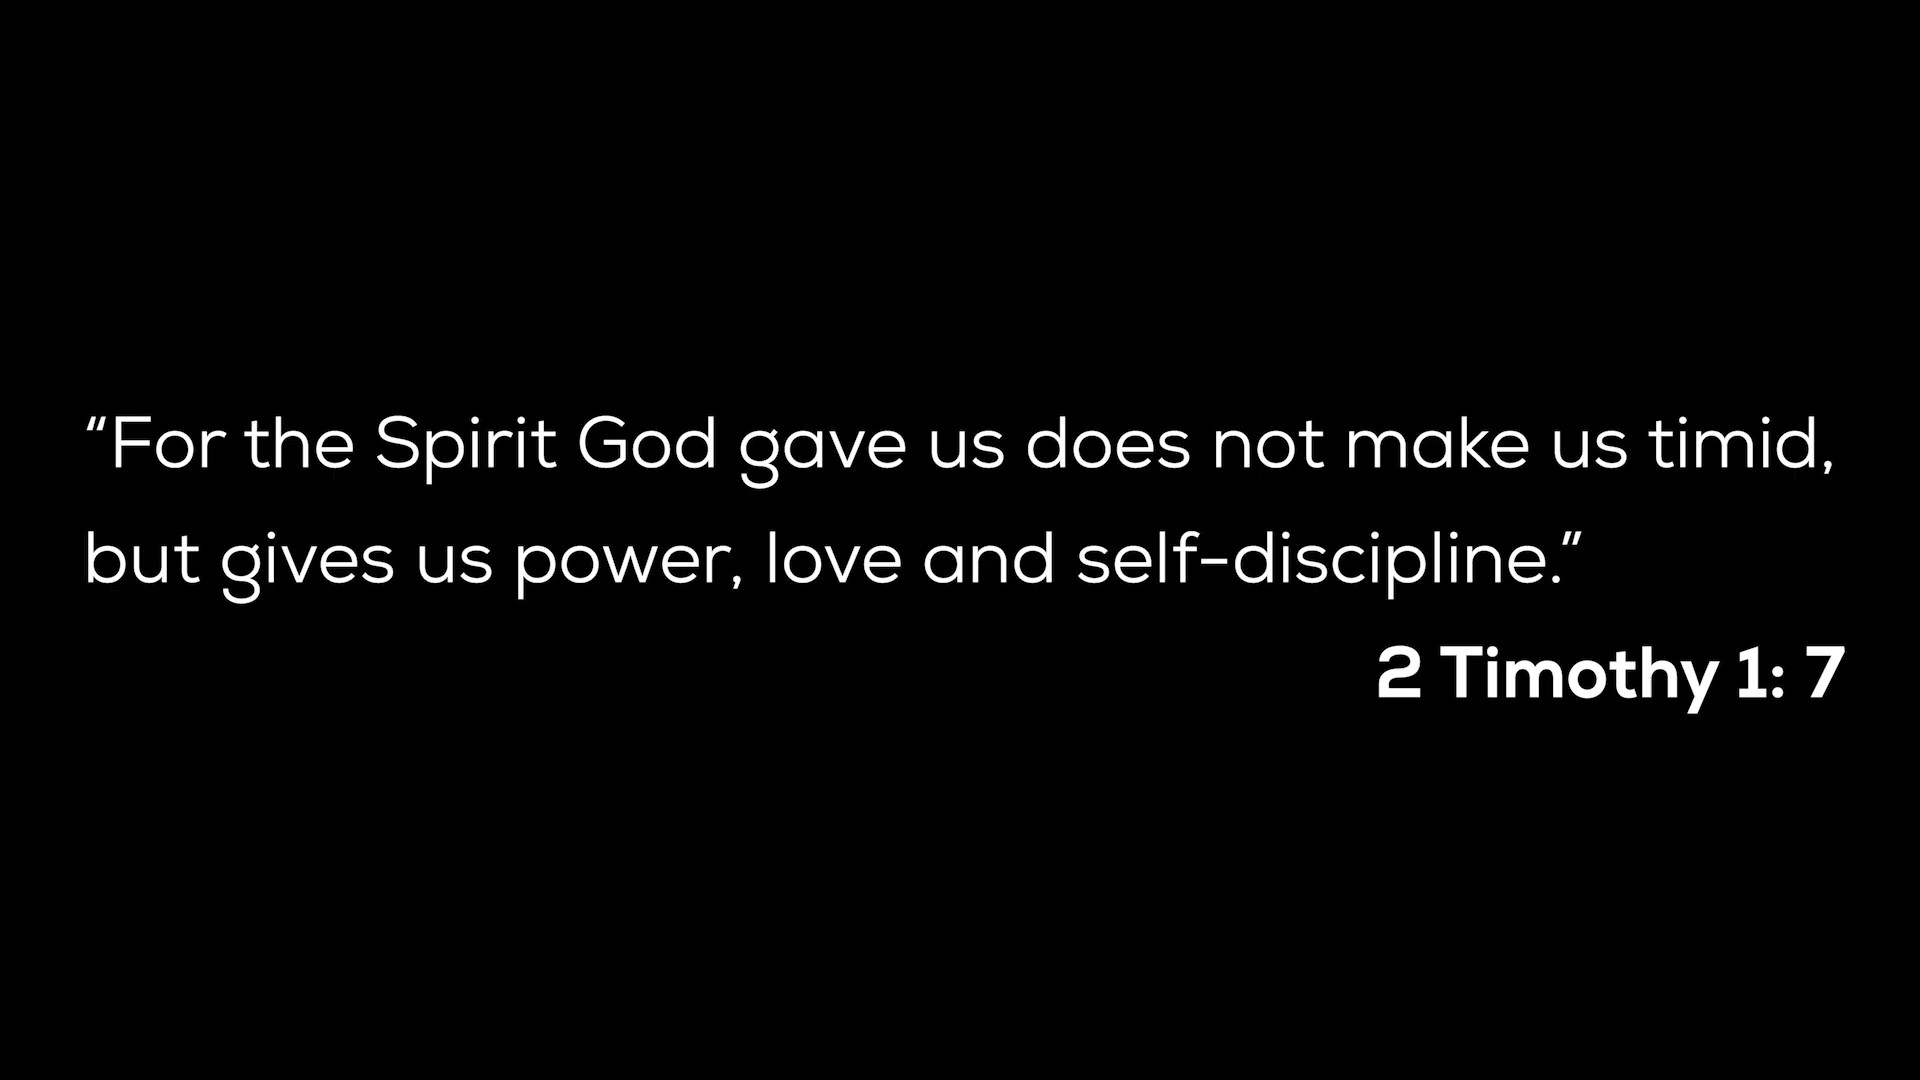 “For the Spirit God gave us does not make us timid,
but gives us power, love and self-discipline.”
2 Timothy 1: 7